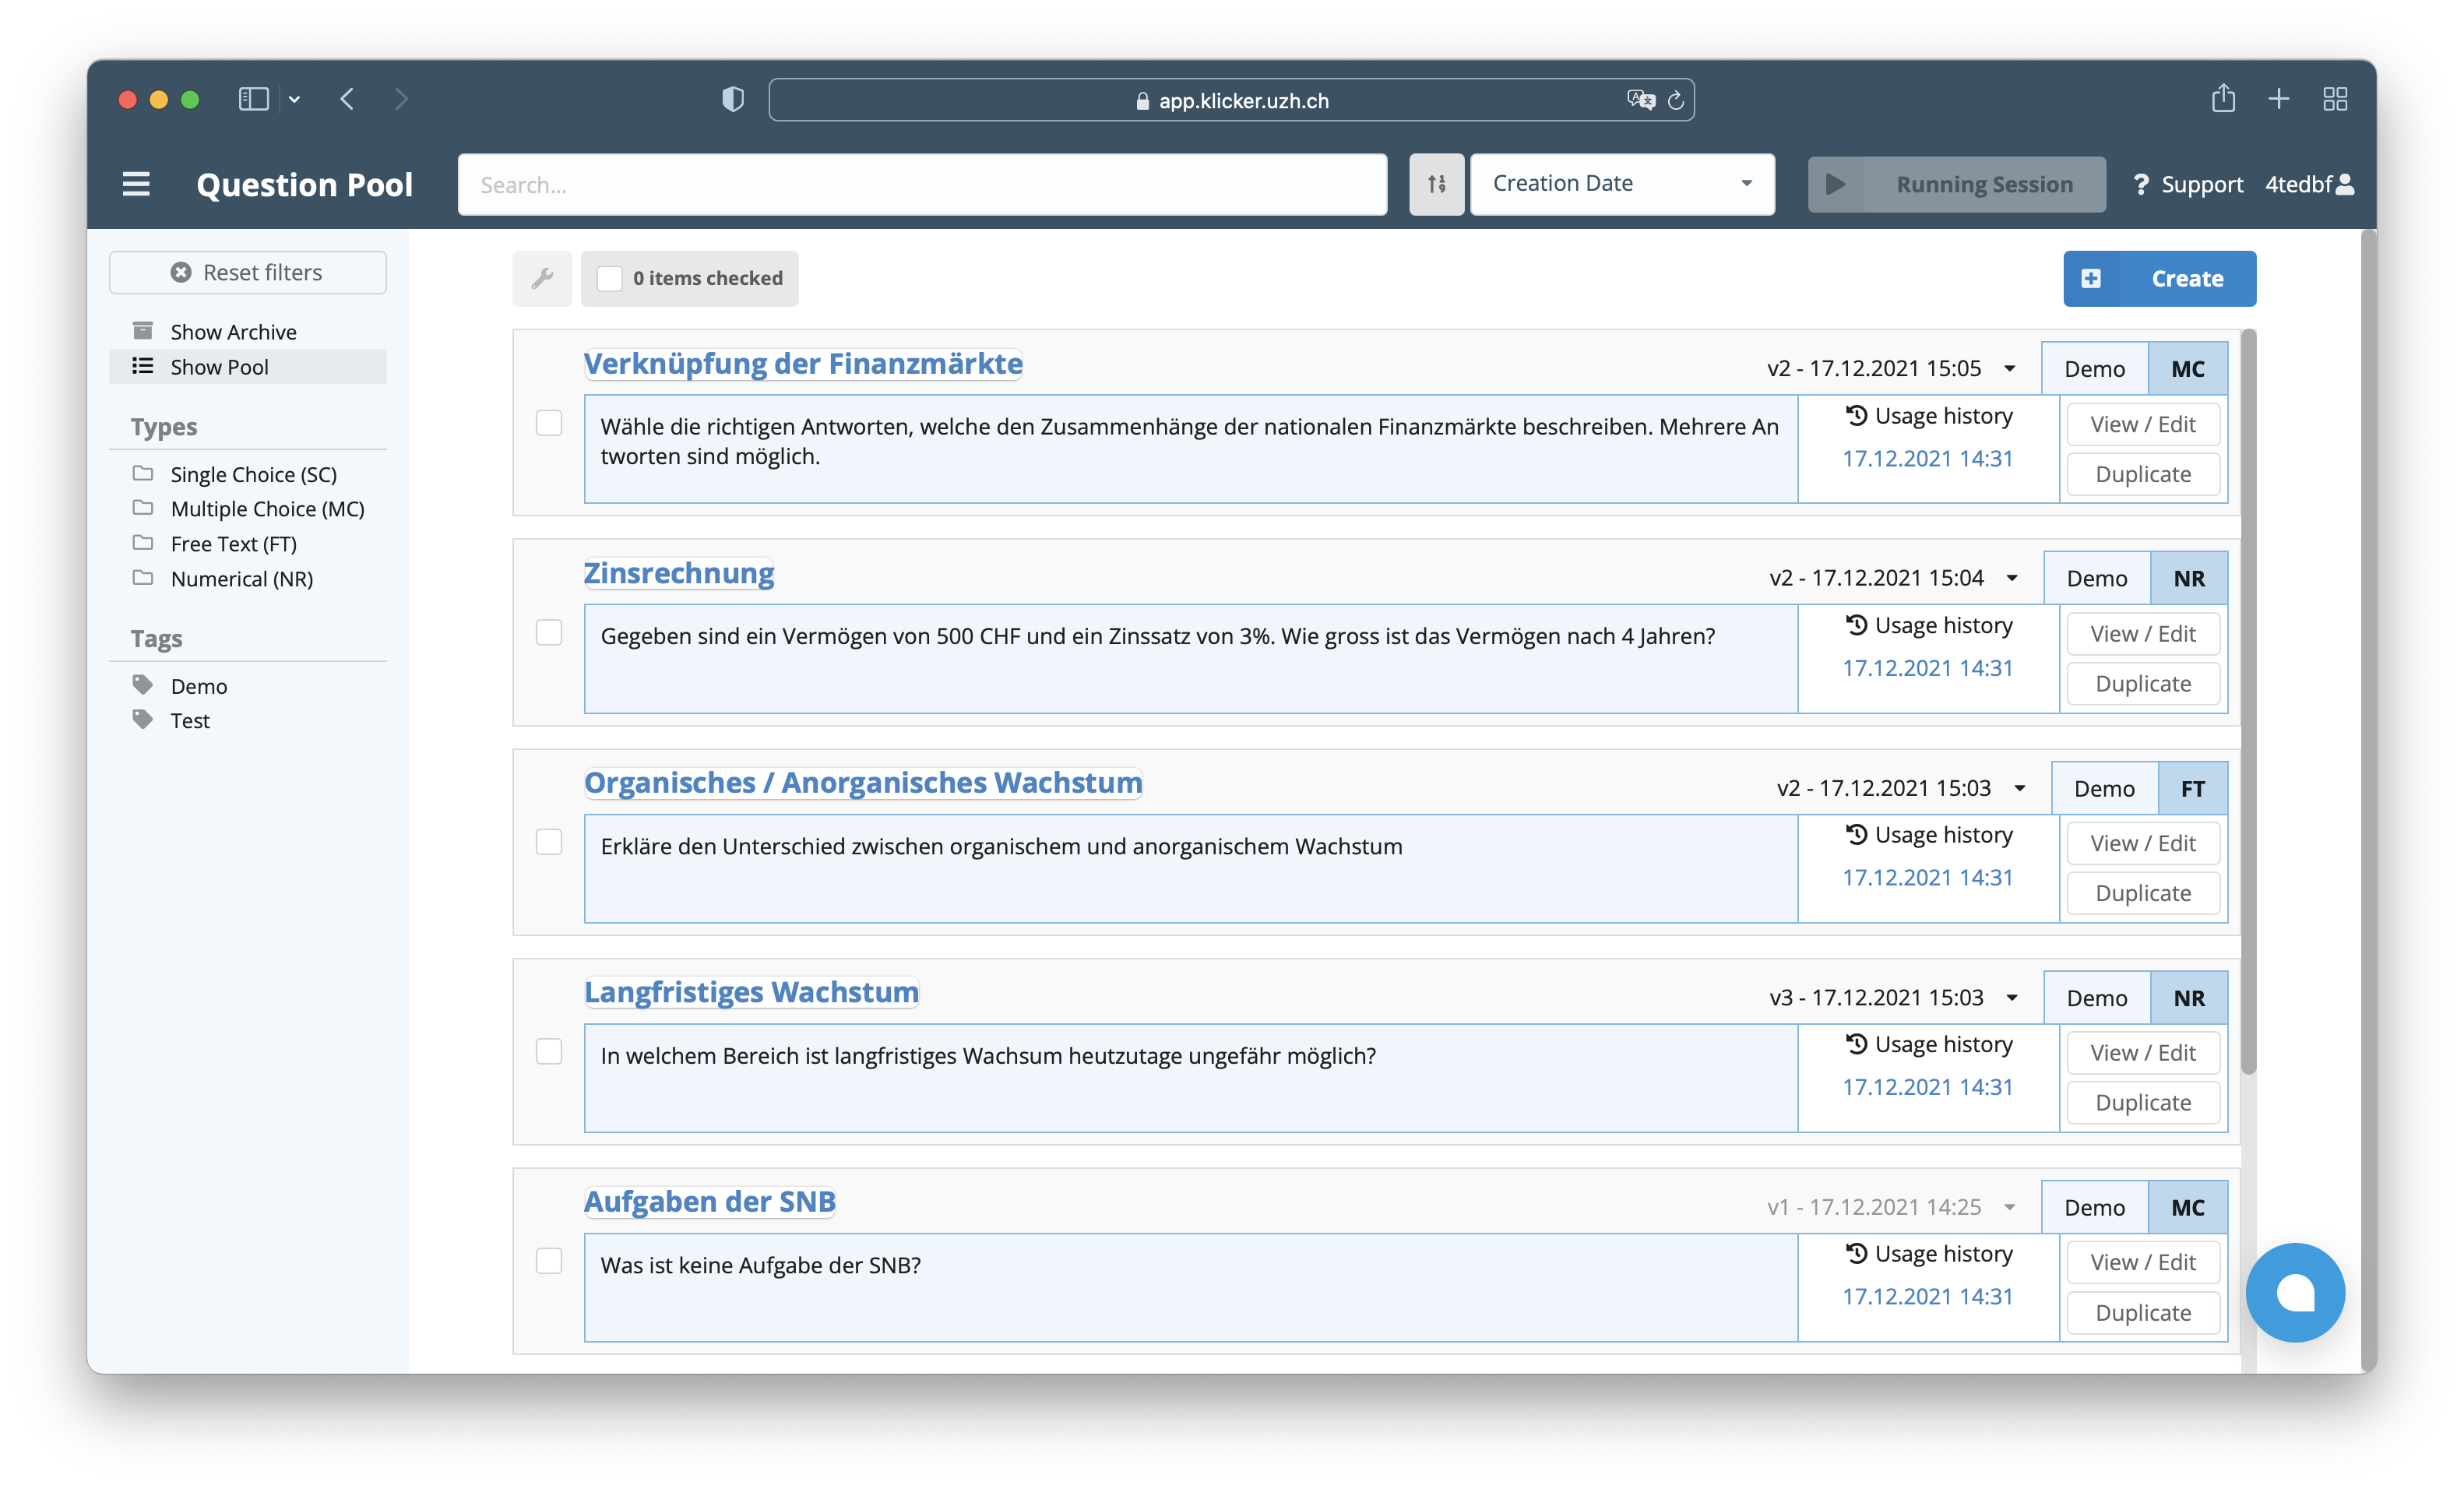 app.klicker.uzh.ch
Question Pool
Search...
Creation Date
Running Session
? Support
4tedbf
Reset filters
Show Archive
Show Pool
Types
Single Choice (SC)
Multiple Choice (MC)
Free Text (FT)
Numerical (NR)
Tags
Demo
Test
0 items checked
Create
Verknüpfung der Finanzmärkte
v2 - 17.12.2021 15:05
Demo
MC
Wähle die richtigen Antworten, welche den Zusammenhänge der nationalen Finanzmärkte beschreiben. Mehrere An
tworten sind möglich.
Usage history
17.12.2021 14:31
View / Edit
Duplicate
Zinsrechnung
v2 - 17.12.2021 15:04
Demo
NR
Gegeben sind ein Vermögen von 500 CHF und ein Zinssatz von 3%. Wie gross ist das Vermögen nach 4 Jahren?
Usage history
17.12.2021 14:31
View / Edit
Duplicate
Organisches / Anorganisches Wachstum
v2 - 17.12.2021 15:03
Demo
FT
Erkläre den Unterschied zwischen organischem und anorganischem Wachstum
Usage history
17.12.2021 14:31
View / Edit
Duplicate
Langfristiges Wachstum
v3 - 17.12.2021 15:03
Demo
NR
In welchem Bereich ist langfristiges Wachsum heutzutage ungefähr möglich?
Usage history
17.12.2021 14:31
View / Edit
Duplicate
Aufgaben der SNB
v1 - 17.12.2021 14:25
Demo
MC
Was ist keine Aufgabe der SNB?
Usage history
17.12.2021 14:31
View / Edit
Duplicate